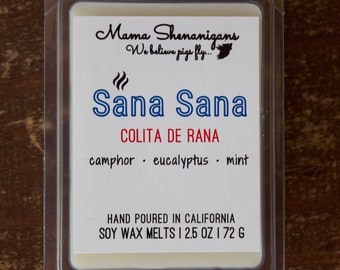 Mama Shenanigans
We believe pigs fly...
Sana Sana
COLITA DE RANA
camphor • eucalyptus • mint
HAND POURED IN CALIFORNIA
SOY WAX MELTS | 2.5 OZ | 72 G